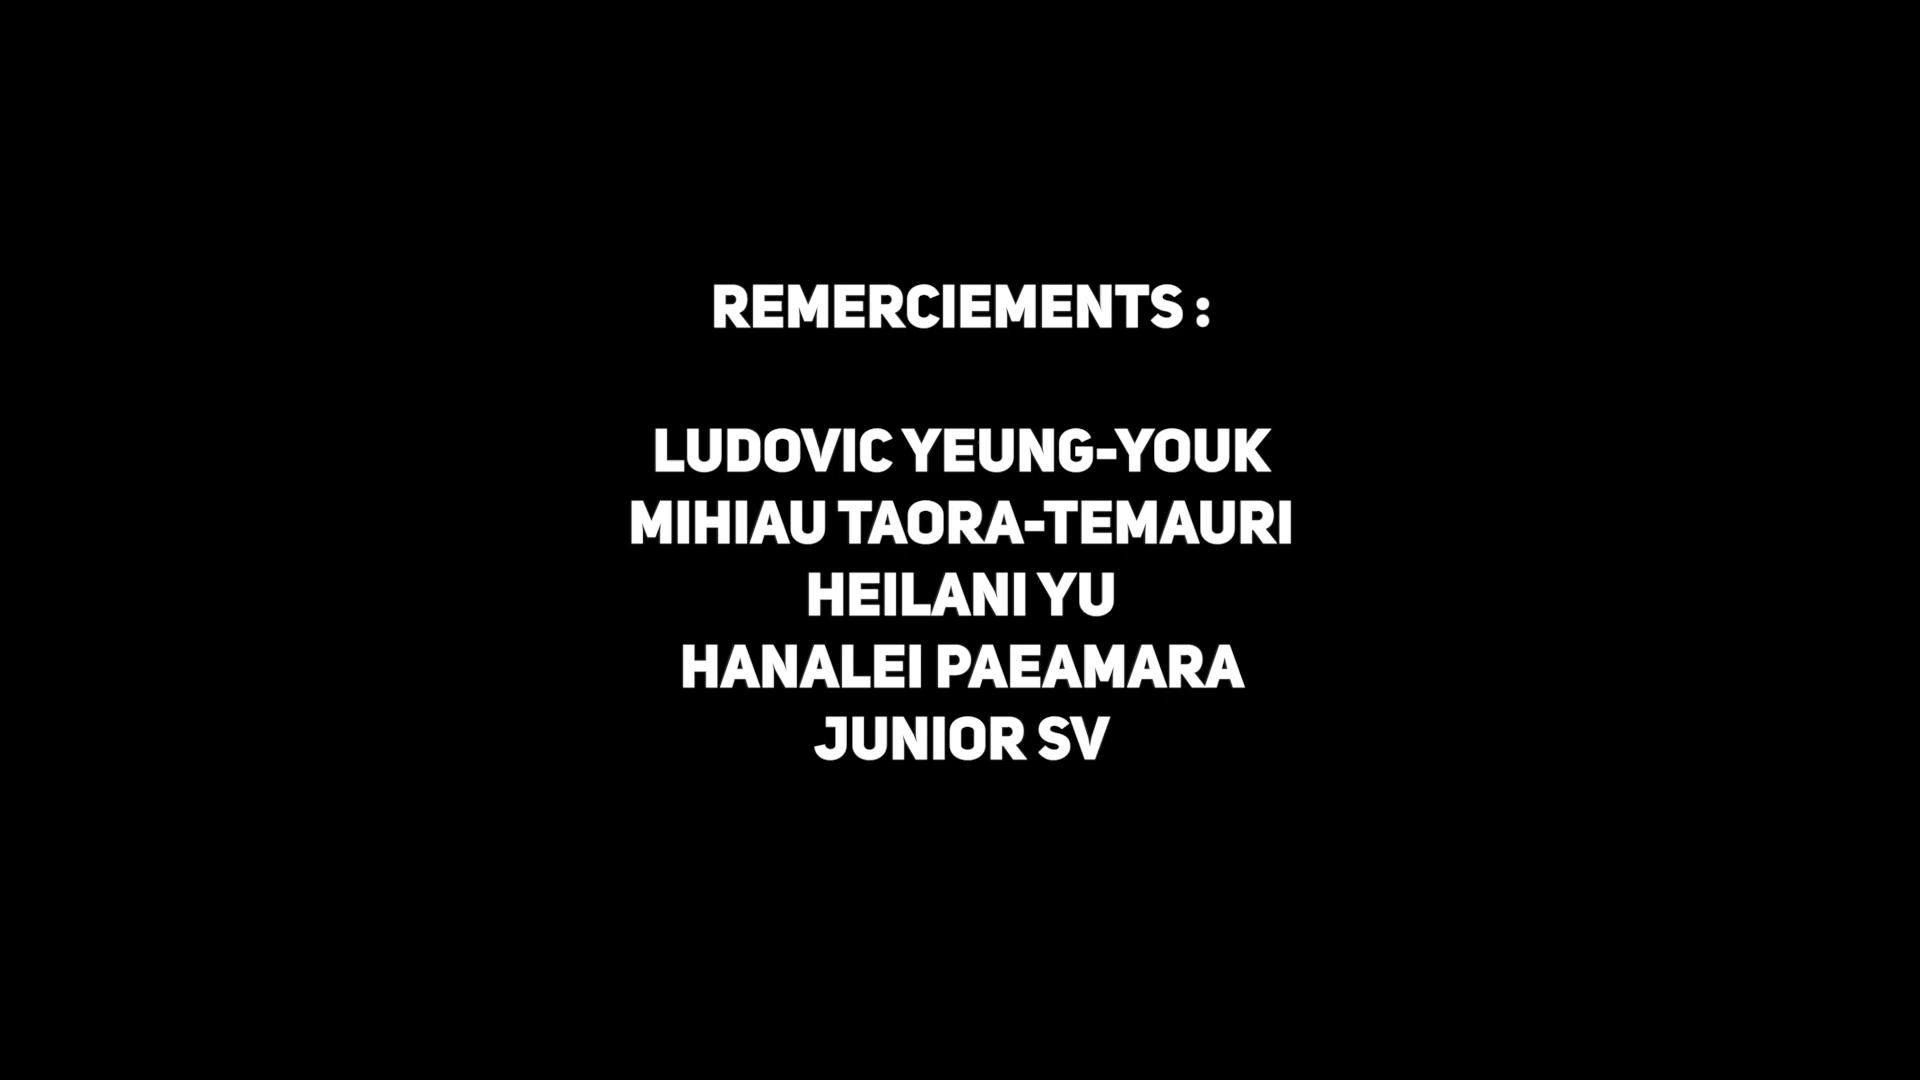 REMERCIEMENTS :
LUDOVIC YEUNG-YOUK
MIHIAU TAORA-TEMAURI
HEILANI YU
HANALEI PAEAMARA
JUNIOR SV